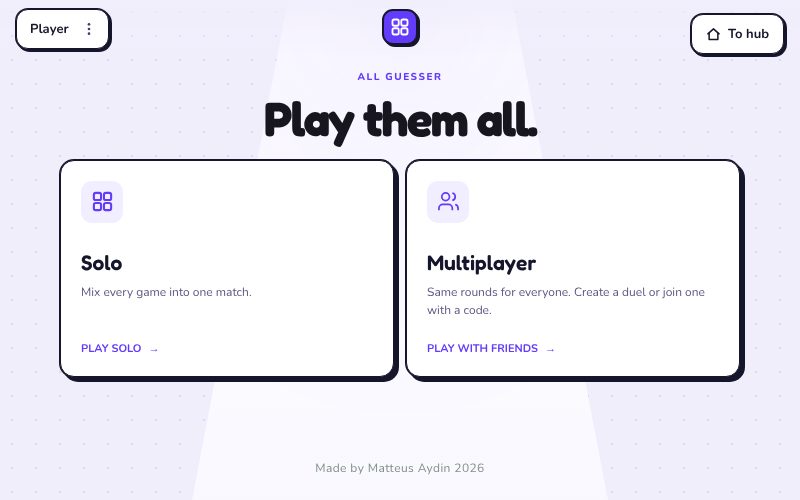 Player
To hub
ALL GUESSER
Play them all.
Solo
Mix every game into one match.
PLAY SOLO →
Multiplayer
Same rounds for everyone. Create a duel or join one
with a code.
PLAY WITH FRIENDS →
Made by Matteus Aydin 2026